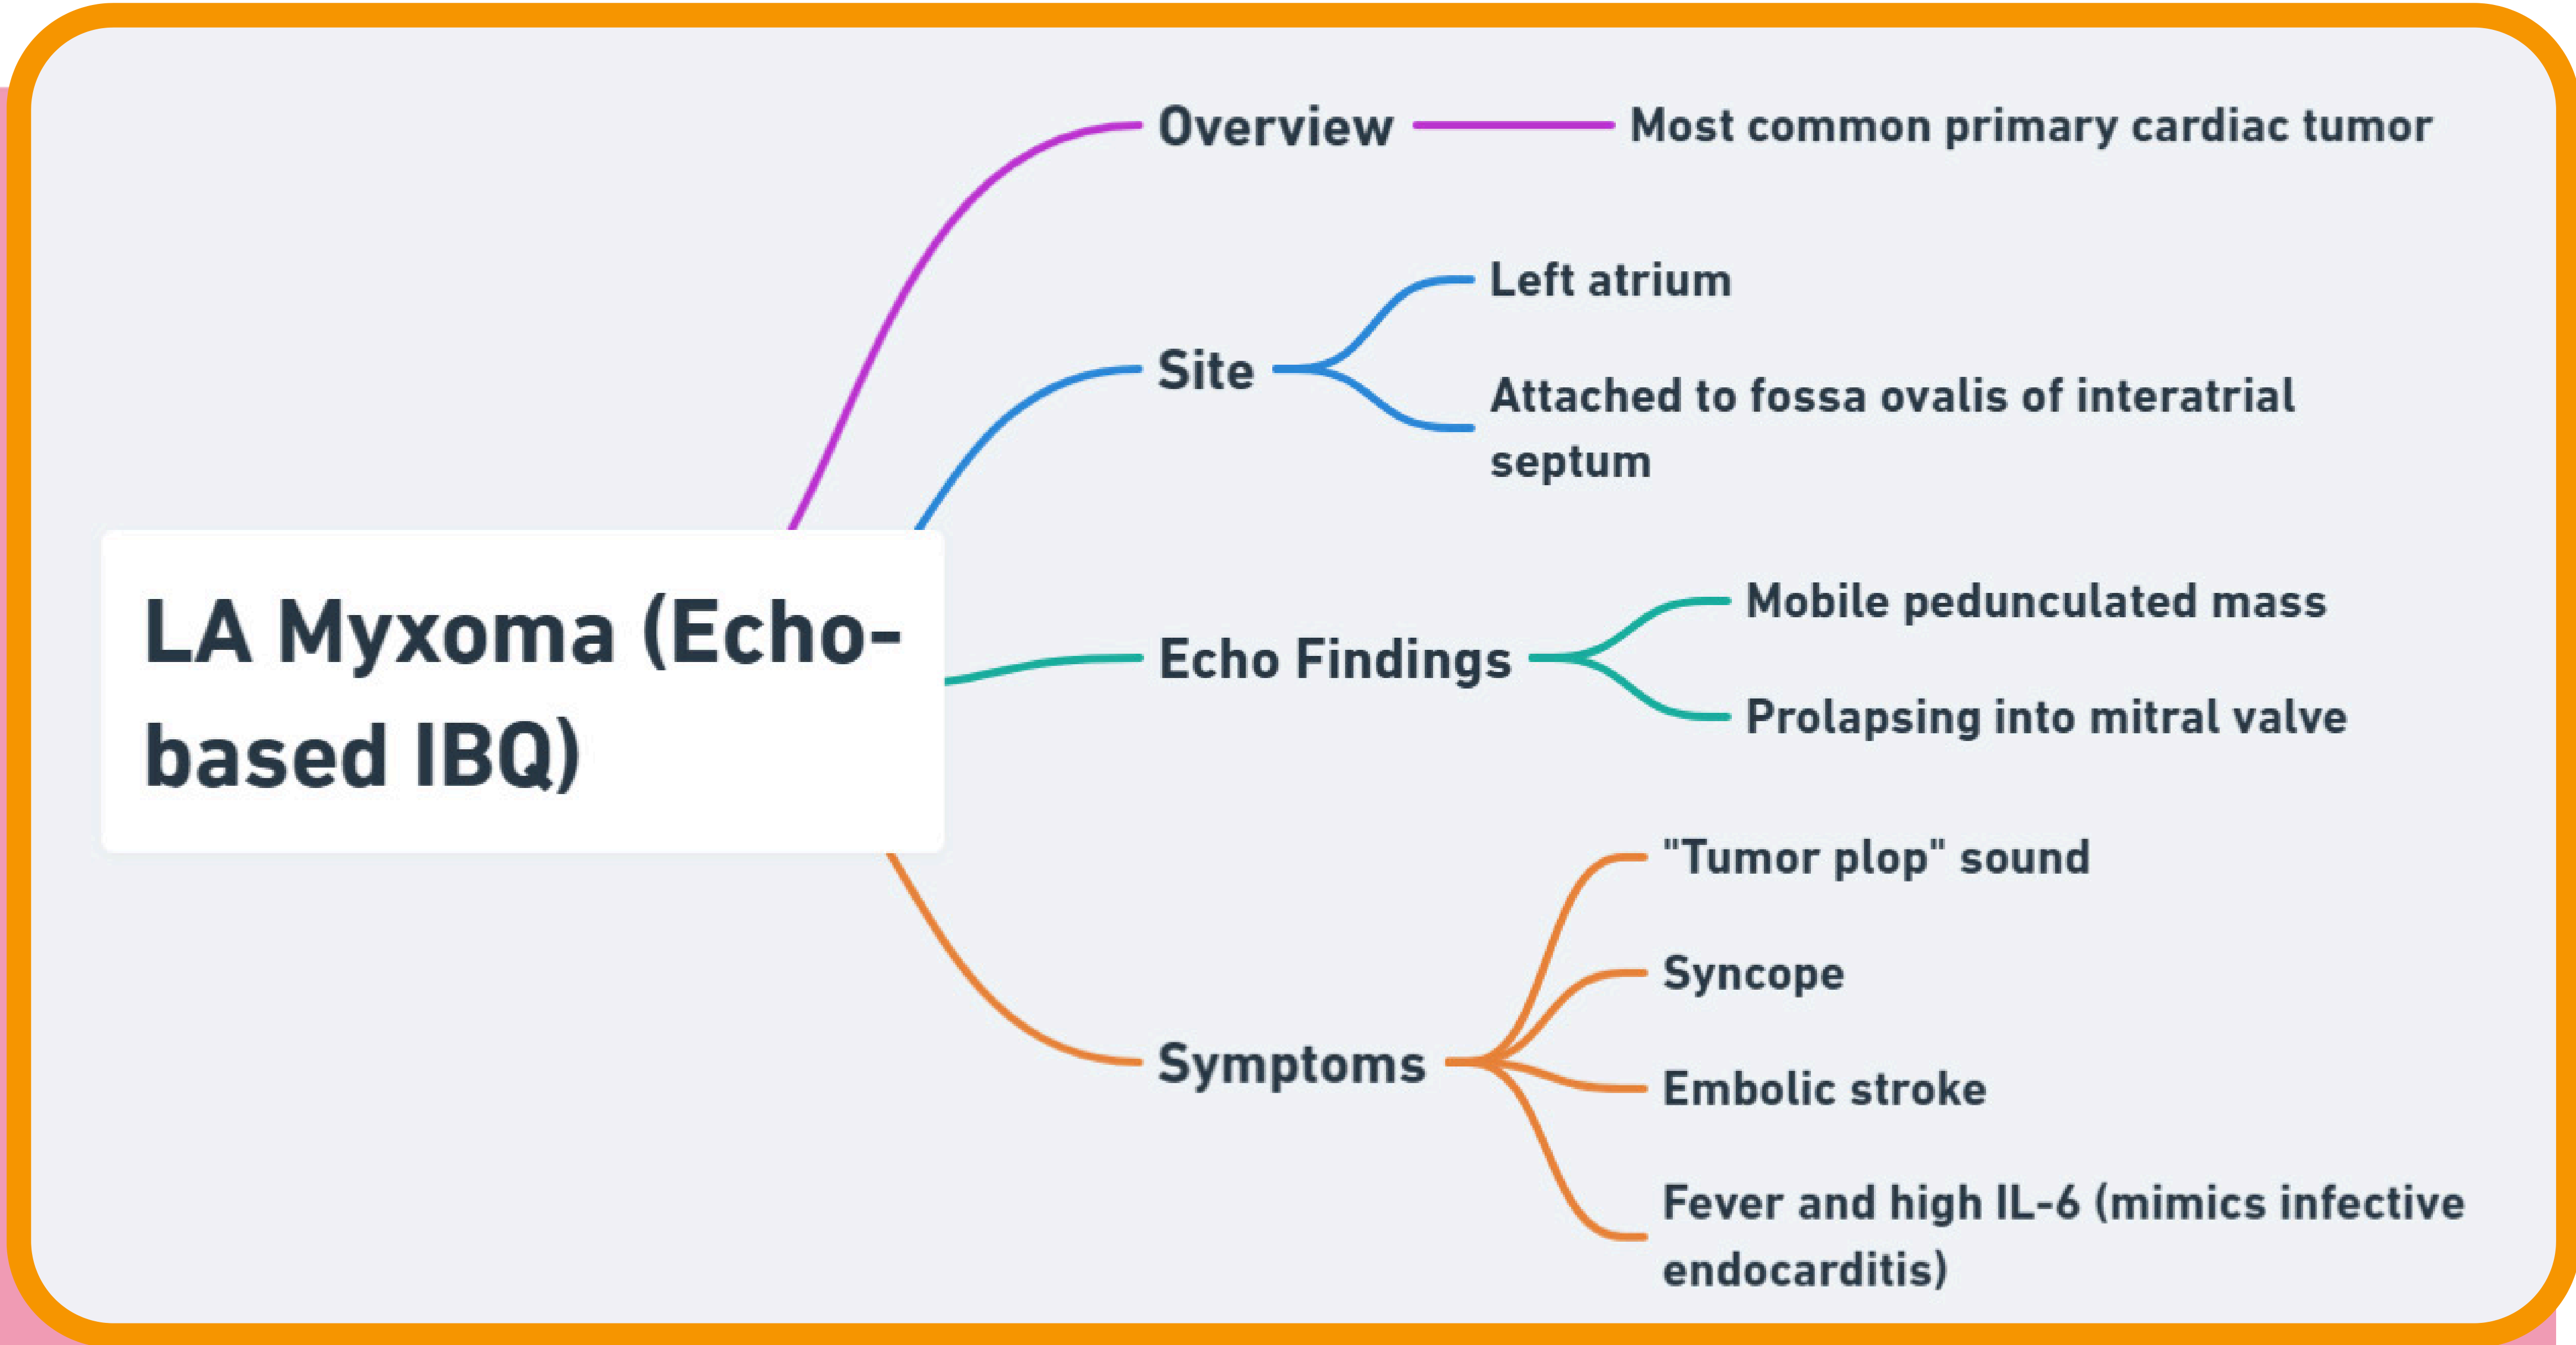 Overview
Most common primary cardiac tumor
Site
Left atrium
Attached to fossa ovalis of interatrial
septum
LA Myxoma (Echo-
based IBQ)
Echo Findings
Mobile pedunculated mass
Prolapsing into mitral valve
Symptoms
"Tumor plop" sound
Syncope
Embolic stroke
Fever and high IL-6 (mimics infective
endocarditis)